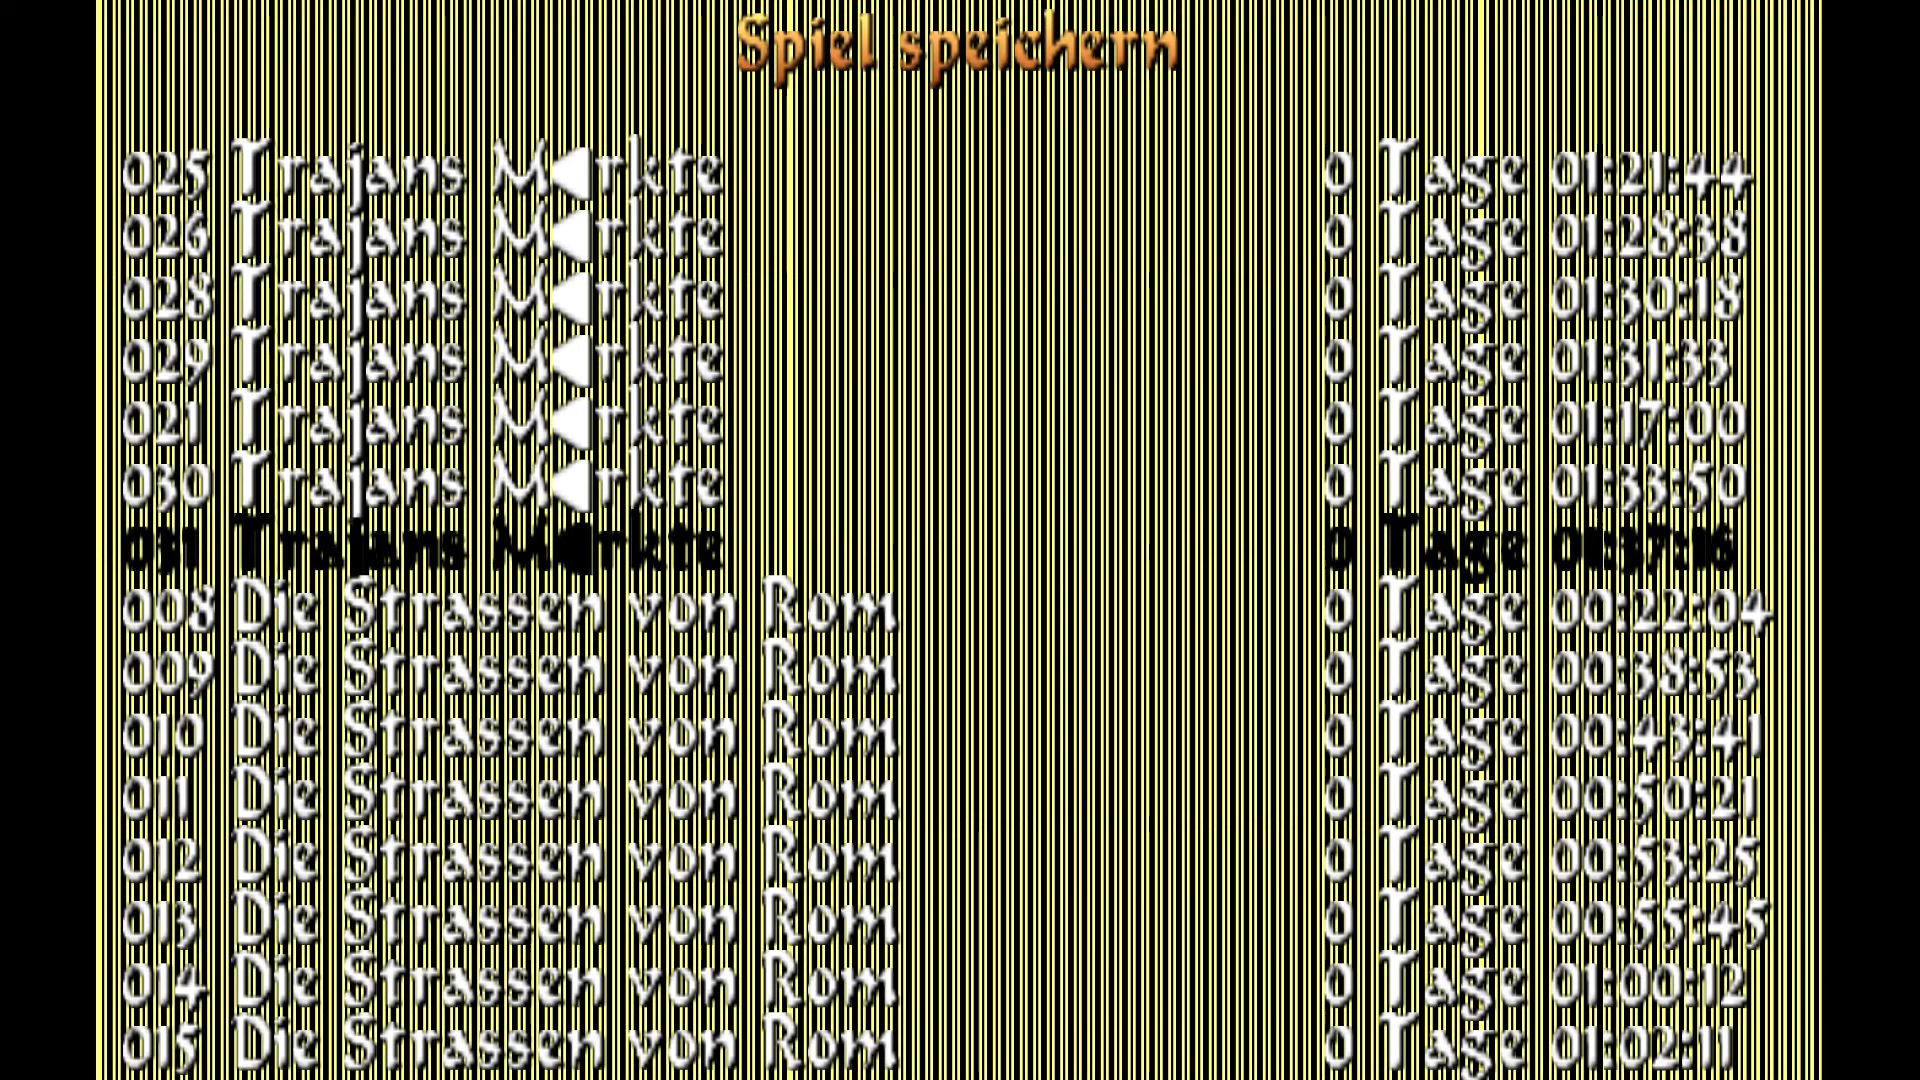 Spiel speichern
025 Trajans M◀rkte 0 Tage 01:21:44
026 Trajans M◀rkte 0 Tage 01:28:38
028 Trajans M◀rkte 0 Tage 01:30:18
029 Trajans M◀rkte 0 Tage 01:31:33
021 Trajans M◀rkte 0 Tage 01:17:00
030 Trajans M◀rkte 0 Tage 01:33:50
031 Trajans M◀rkte 0 Tage 01:37:16
008 Die Strassen von Rom 0 Tage 00:22:04
009 Die Strassen von Rom 0 Tage 00:38:53
010 Die Strassen von Rom 0 Tage 00:43:41
011 Die Strassen von Rom 0 Tage 00:50:21
012 Die Strassen von Rom 0 Tage 00:53:25
013 Die Strassen von Rom 0 Tage 00:55:45
014 Die Strassen von Rom 0 Tage 01:00:12
015 Die Strassen von Rom 0 Tage 01:02:11